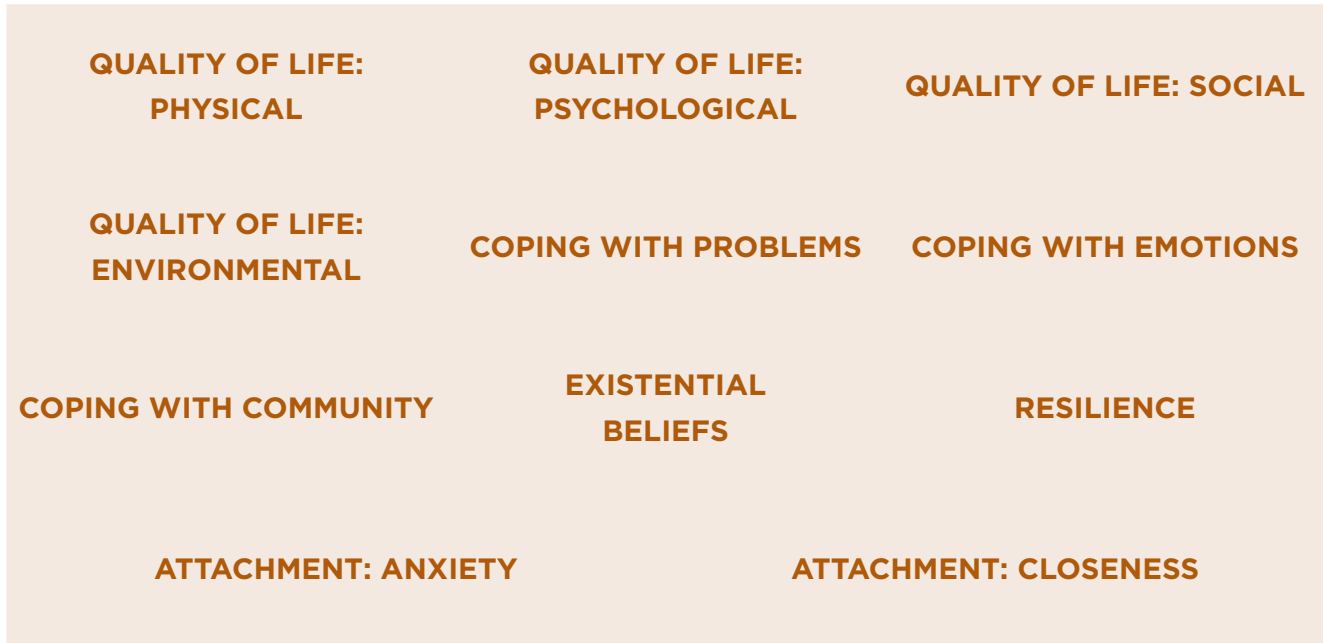 QUALITY OF LIFE:
PHYSICAL
QUALITY OF LIFE:
PSYCHOLOGICAL
QUALITY OF LIFE: SOCIAL
QUALITY OF LIFE:
ENVIRONMENTAL
COPING WITH PROBLEMS
COPING WITH EMOTIONS
COPING WITH COMMUNITY
EXISTENTIAL
BELIEFS
RESILIENCE
ATTACHMENT: ANXIETY
ATTACHMENT: CLOSENESS